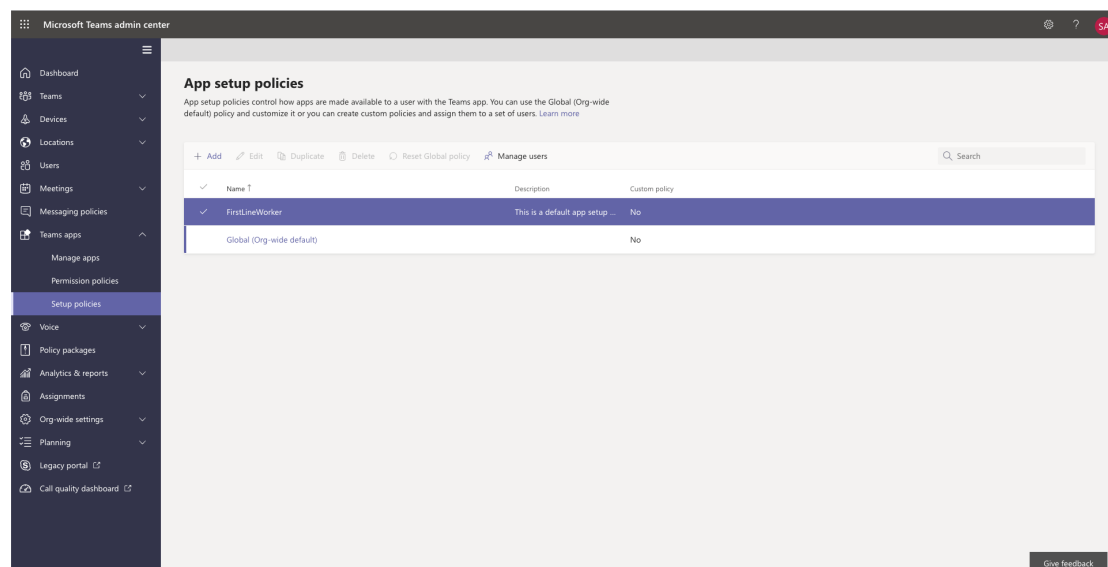 Microsoft Teams admin center
?
SA
Dashboard
Teams
Devices
Locations
Users
Meetings
Messaging policies
Teams apps
Manage apps
Permission policies
Setup policies
Voice
Policy packages
Analytics & reports
Assignments
Org-wide settings
Planning
Legacy portal
Call quality dashboard
App setup policies
App setup policies control how apps are made available to a user with the Teams app. You can use the Global (Org-wide
default) policy and customize it or you can create custom policies and assign them to a set of users. Learn more
+ Add Edit Duplicate Delete Reset Global policy Manage users Search
Name ↑ Description Custom policy
FirstLineWorker This is a default app setup ... No
Global (Org-wide default) No
Give feedback